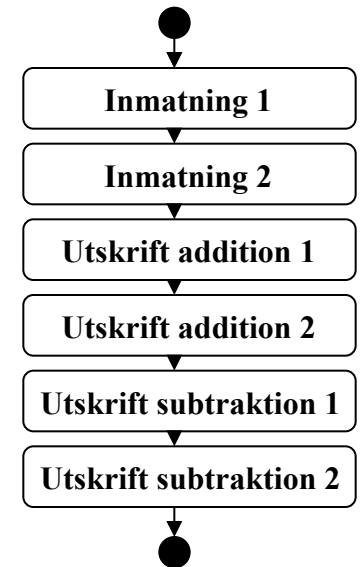 Inmatning 1
Inmatning 2
Utskrift addition 1
Utskrift addition 2
Utskrift subtraktion 1
Utskrift subtraktion 2